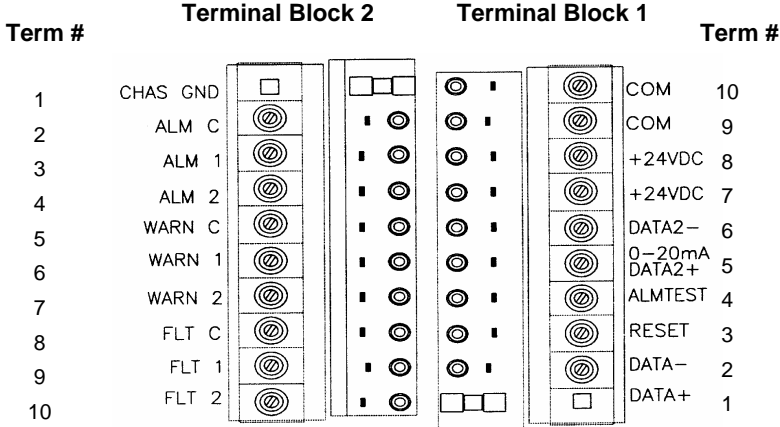 Terminal Block 2 Terminal Block 1
Term # Term #
1 CHAS GND COM 10
2 ALM C COM 9
3 ALM 1 +24VDC 8
4 ALM 2 +24VDC 7
5 WARN C DATA2− 6
6 WARN 1 0−20mA DATA2+ 5
7 WARN 2 ALMTEST 4
8 FLT C RESET 3
9 FLT 1 DATA− 2
10 FLT 2 DATA+ 1